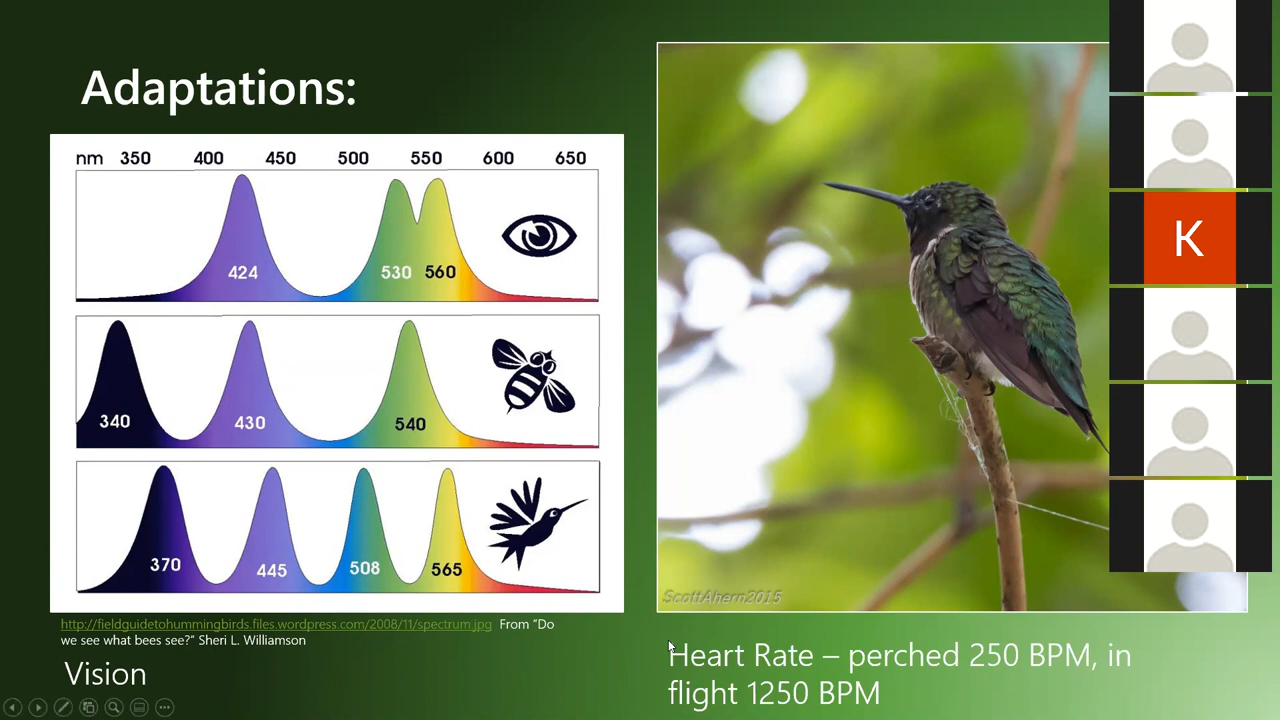 Adaptations:
nm 350 400 450 500 550 600 650
424 530 560
340 430 540
370 445 508 565
http://fieldguidetohummingbirds.files.wordpress.com/2008/11/spectrum.jpg From “Do
we see what bees see?” Sheri L. Williamson
Vision
K
ScottAhern2015
Heart Rate – perched 250 BPM, in
flight 1250 BPM